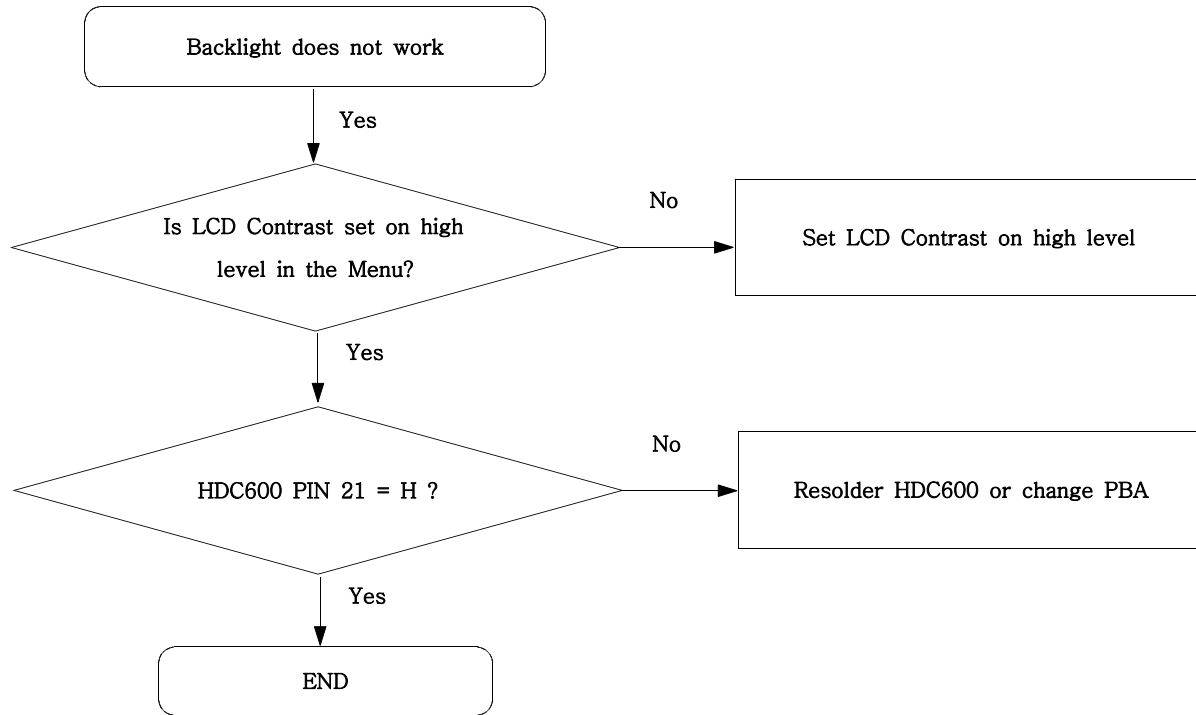 Backlight does not work
Yes
Is LCD Contrast set on high
level in the Menu?
No
Set LCD Contrast on high level
Yes
HDC600 PIN 21 = H ?
No
Resolder HDC600 or change PBA
Yes
END